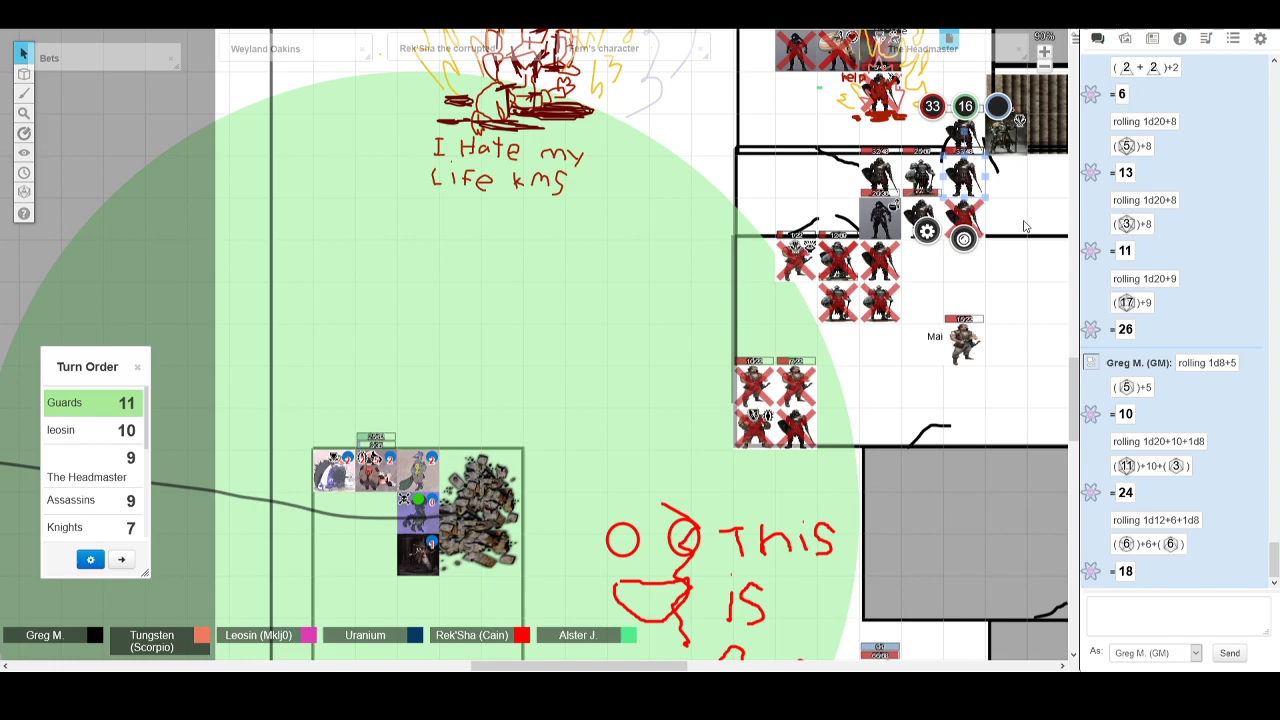 Bets
Weyland Oakins
Rek'Sha the corrupted
Fern's character
The Headmaster
90%
help
33
16
I Hate my
Life kms
Mai
Turn Order
Guards 11
leosin 10
9
The Headmaster
Assassins 9
Knights 7
O O This
is
Greg M.
Tungsten
(Scorpio)
Leosin (Mklj0)
Uranium
Rek'Sha (Cain)
Alster J.
(2 + 2)+2
= 6
rolling 1d20+8
(5)+8
= 13
rolling 1d20+8
(3)+8
= 11
rolling 1d20+9
(17)+9
= 26
Greg M. (GM): rolling 1d8+5
(5)+5
= 10
rolling 1d20+10+1d8
(11)+10+(3)
= 24
rolling 1d12+6+1d8
(6)+6+(6)
= 18
As: Greg M. (GM) Send